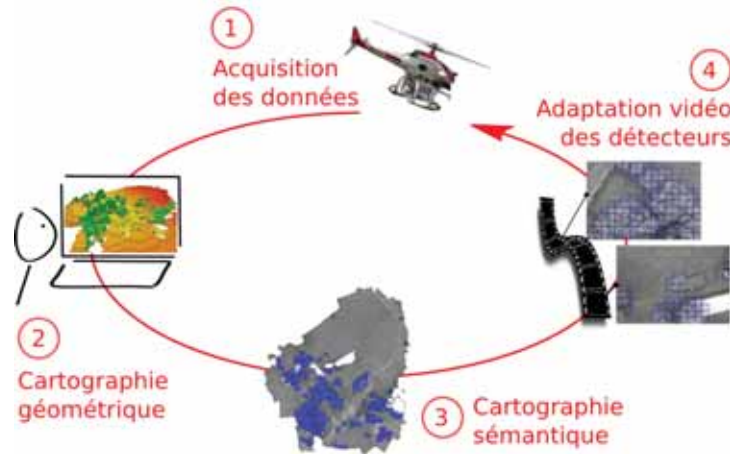 1
Acquisition
des données
2
Cartographie
géométrique
3
Cartographie
sémantique
4
Adaptation vidéo
des détecteurs